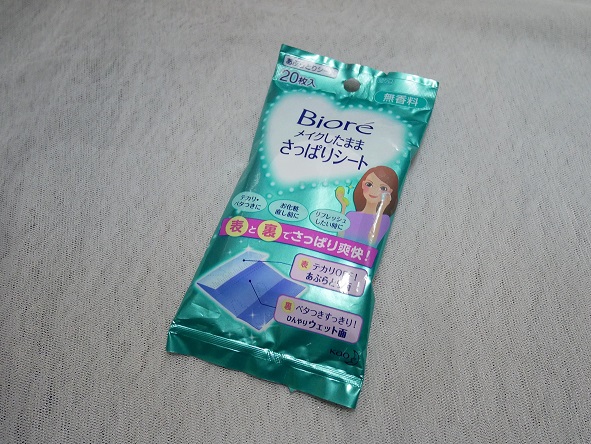 20枚入
無香料
Bioré
メイクしたまま
さっぱりシート
テカリ・
ベタつきに
お化粧
直し前に
リフレッシュ
したい時に
表と裏でさっぱり爽快!
表 テカリOFF!
あぶらとり面
裏 ベタつきすっきり!
ひんやりウェット面